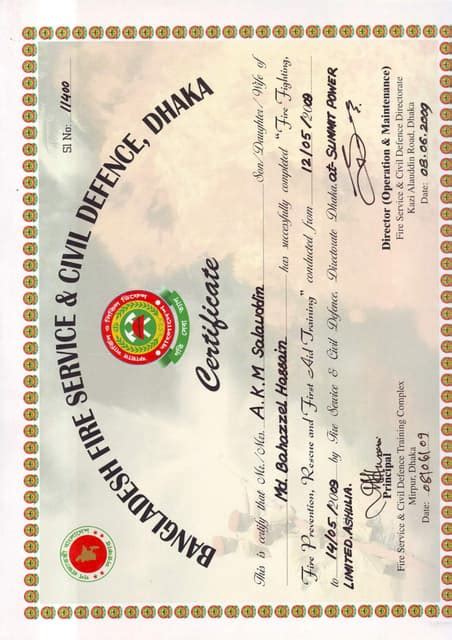 Sl No: 11400
BANGLADESH FIRE SERVICE & CIVIL DEFENCE, DHAKA
Certificate
This is certify that Mr./Mrs. A.K.M Salauddin Son/Daughter/Wife of
Md. Bahazzel Hossain has successfully completed "Fire Fighting,
Fire Prevention, Rescue and First Aid Training" conducted from 12/05/2009
to 14/05/2009 by Fire Service & Civil Defence, Directorate Dhaka. at- SUMMIT POWER
LIMITED. ASHULIA.
Principal
Fire Service & Civil Defence Training Complex
Mirpur, Dhaka
Date: 08/06/09
Director (Operation & Maintenance)
Fire Service & Civil Defence Directorate
Kazi Alauddin Road, Dhaka
Date: 08.06.2009